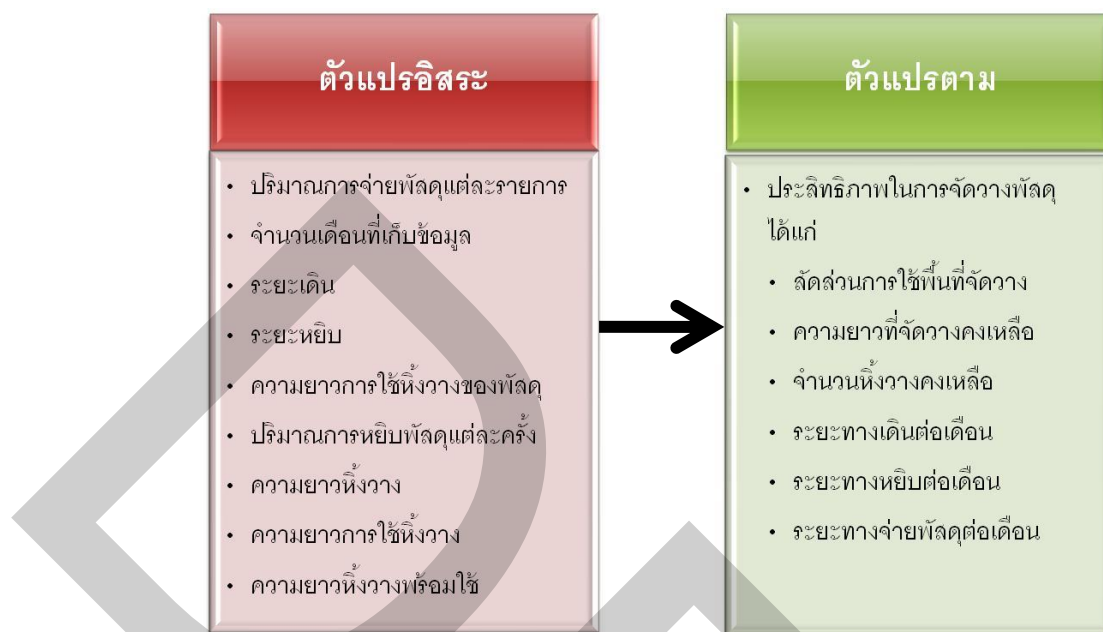 ตัวแปรอิสระ
• ปริมาณการจ่ายพัสดุแต่ละรายการ
• จำนวนเดือนที่เก็บข้อมูล
• ระยะเดิน
• ระยะหยิบ
• ความยาวการใช้หิ้งวางของพัสดุ
• ปริมาณการหยิบพัสดุแต่ละครั้ง
• ความยาวหิ้งวาง
• ความยาวการใช้หิ้งวาง
• ความยาวหิ้งวางพร้อมใช้
ตัวแปรตาม
• ประสิทธิภาพในการจัดวางพัสดุ
ได้แก่
• สัดส่วนการใช้พื้นที่จัดวาง
• ความยาวที่จัดวางคงเหลือ
• จำนวนหิ้งวางคงเหลือ
• ระยะทางเดินต่อเดือน
• ระยะทางหยิบต่อเดือน
• ระยะทางจ่ายพัสดุต่อเดือน